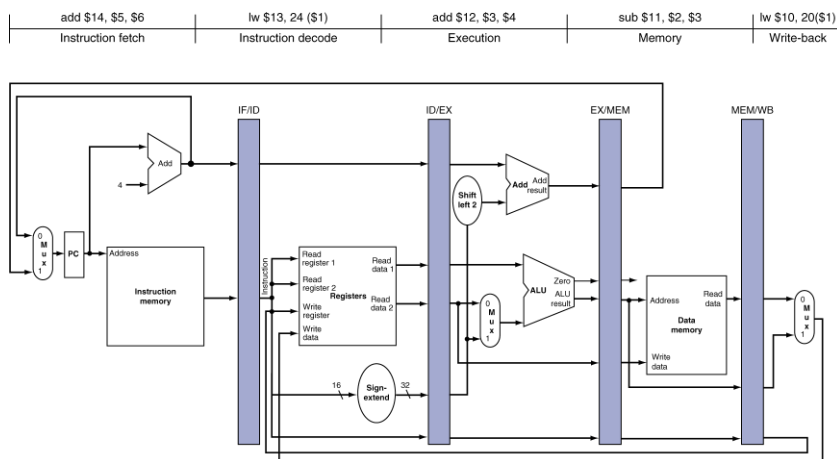 add $14, $5, $6
lw $13, 24 ($1)
add $12, $3, $4
sub $11, $2, $3
lw $10, 20($1)
Instruction fetch
Instruction decode
Execution
Memory
Write-back
IF/ID
ID/EX
EX/MEM
MEM/WB
Add
4
Shift
left 2
Add
Add
result
0
M
u
x
1
PC
Address
Instruction
memory
Instruction
Read
register 1
Read
register 2
Write
register
Write
data
Registers
Read
data 1
Read
data 2
0
M
u
x
1
Zero
ALU
ALU
result
Address
Read
data
Data
memory
Write
data
0
M
u
x
1
16
Sign-
extend
32